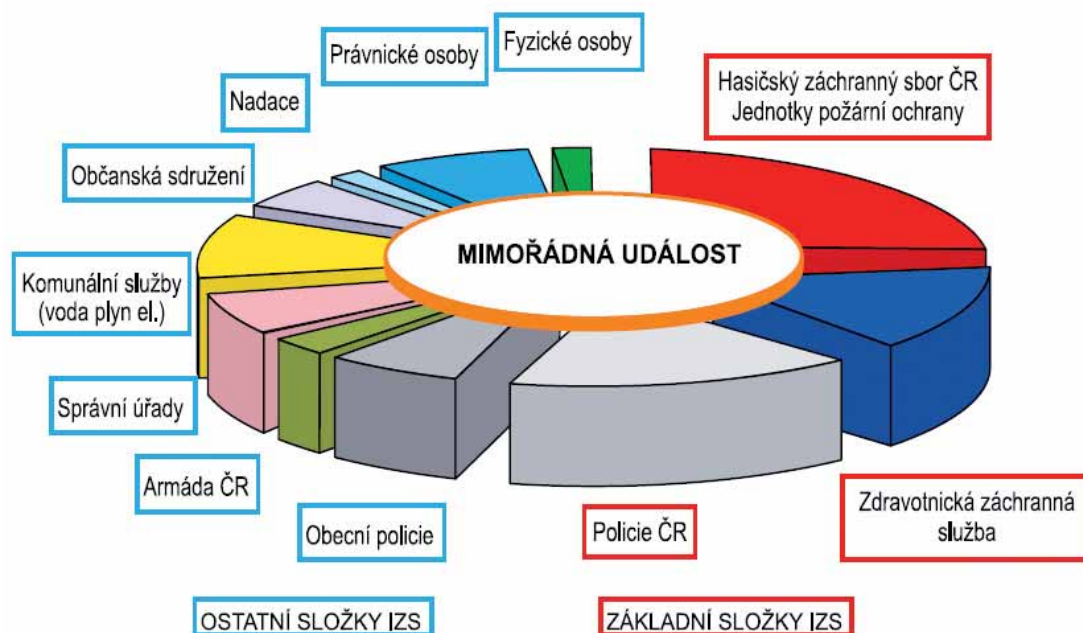 Fyzické osoby
Právnické osoby
Hasičský záchranný sbor ČR
Jednotky požární ochrany
Nadace
Občanská sdružení
MIMOŘÁDNÁ UDÁLOST
Komunální služby
(voda plyn el.)
Správní úřady
Armáda ČR
Obecní policie
Policie ČR
Zdravotnická záchranná
služba
OSTATNÍ SLOŽKY IZS
ZÁKLADNÍ SLOŽKY IZS